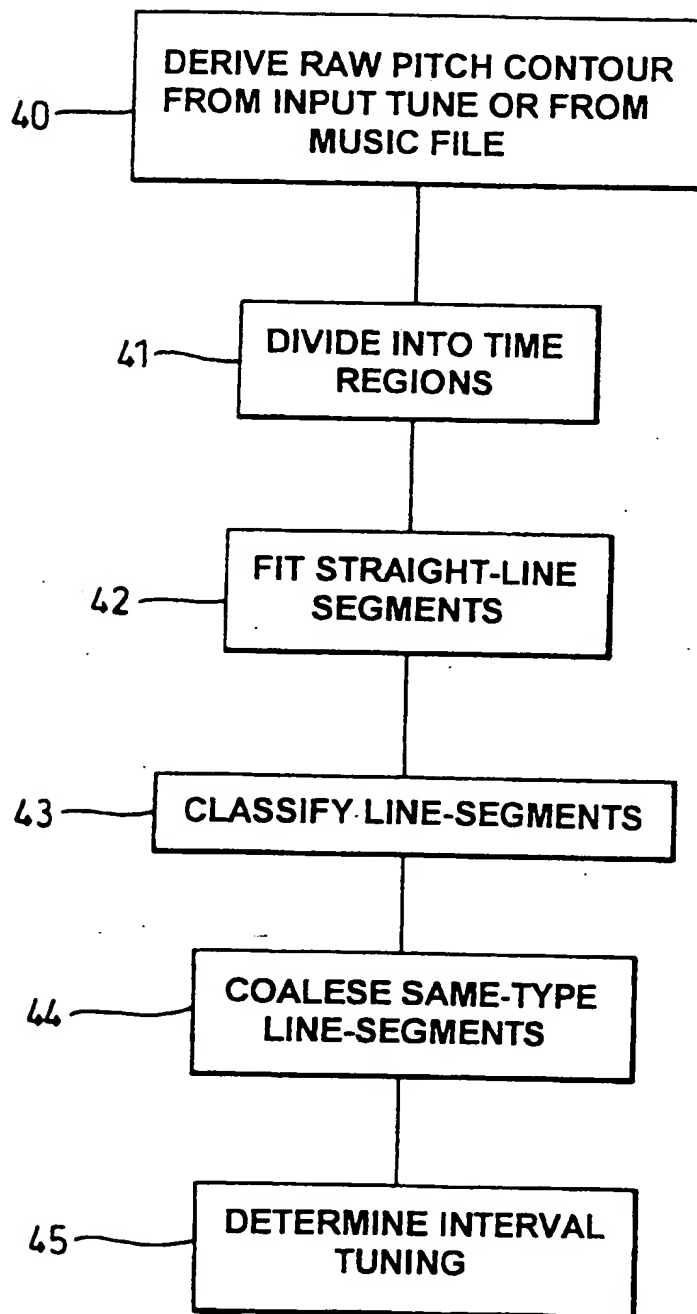 DERIVE RAW PITCH CONTOUR
FROM INPUT TUNE OR FROM
MUSIC FILE
40
DIVIDE INTO TIME
REGIONS
41
FIT STRAIGHT-LINE
SEGMENTS
42
CLASSIFY LINE-SEGMENTS
43
COALESE SAME-TYPE
LINE-SEGMENTS
44
DETERMINE INTERVAL
TUNING
45